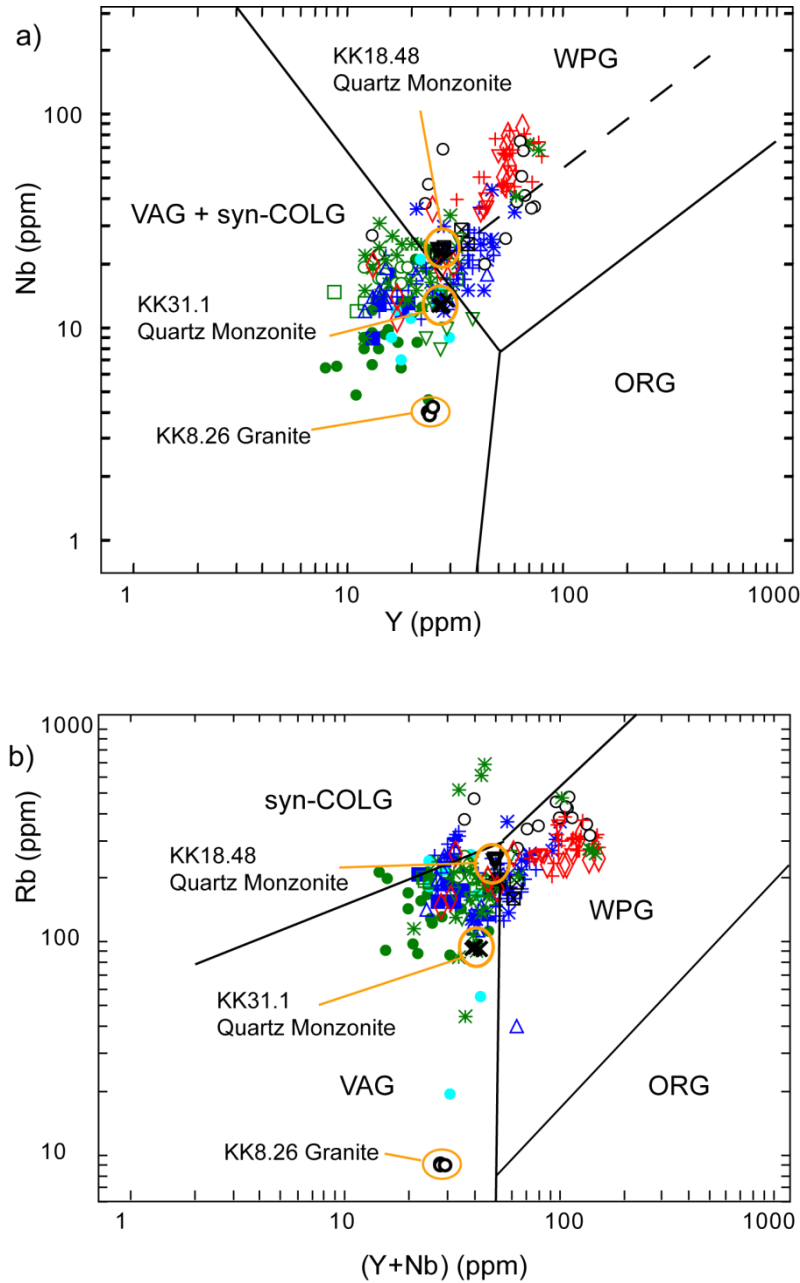 a)
KK18.48
Quartz Monzonite
WPG
100
VAG + syn-COLG
Nb (ppm)
KK31.1
Quartz Monzonite
10
ORG
KK8.26 Granite
1
1
10
100
1000
Y (ppm)
1000
b)
syn-COLG
Rb (ppm)
KK18.48
Quartz Monzonite
WPG
100
KK31.1
Quartz Monzonite
VAG
ORG
KK8.26 Granite
10
1
10
100
1000
(Y+Nb) (ppm)